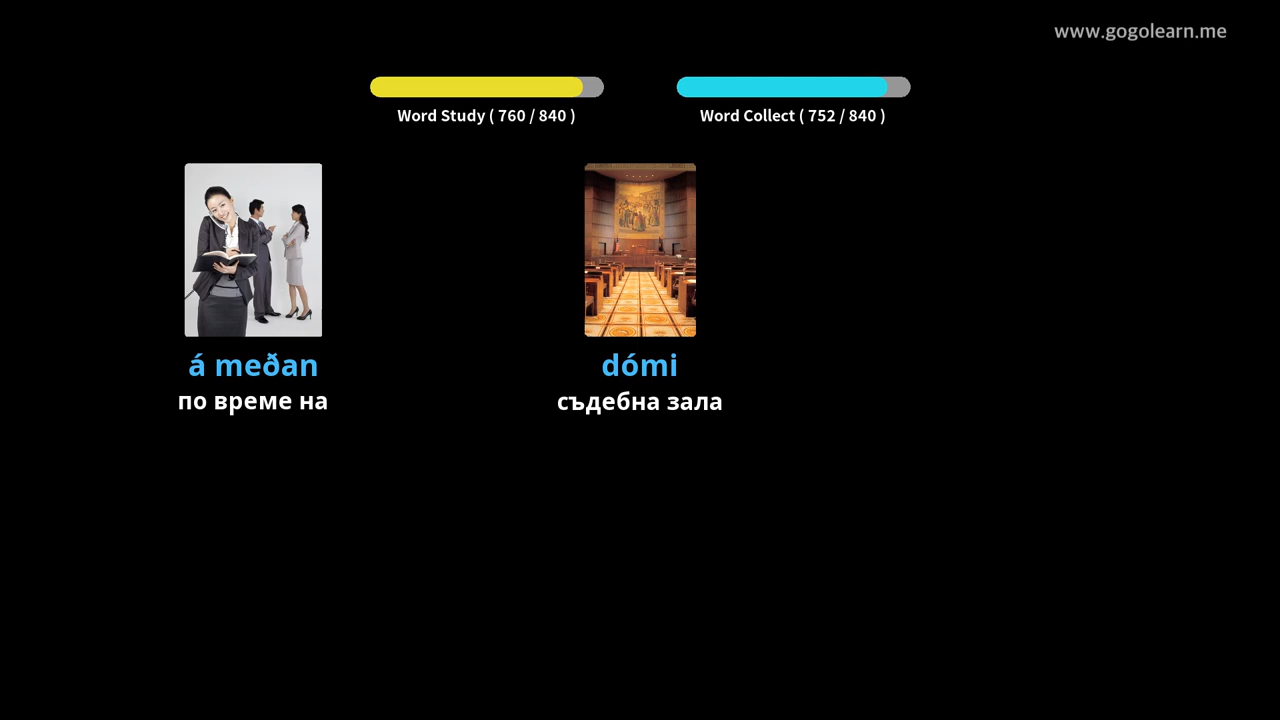 www.gogolearn.me
Word Study ( 760 / 840 )
Word Collect ( 752 / 840 )
á meðan
по време на
dómi
съдебна зала